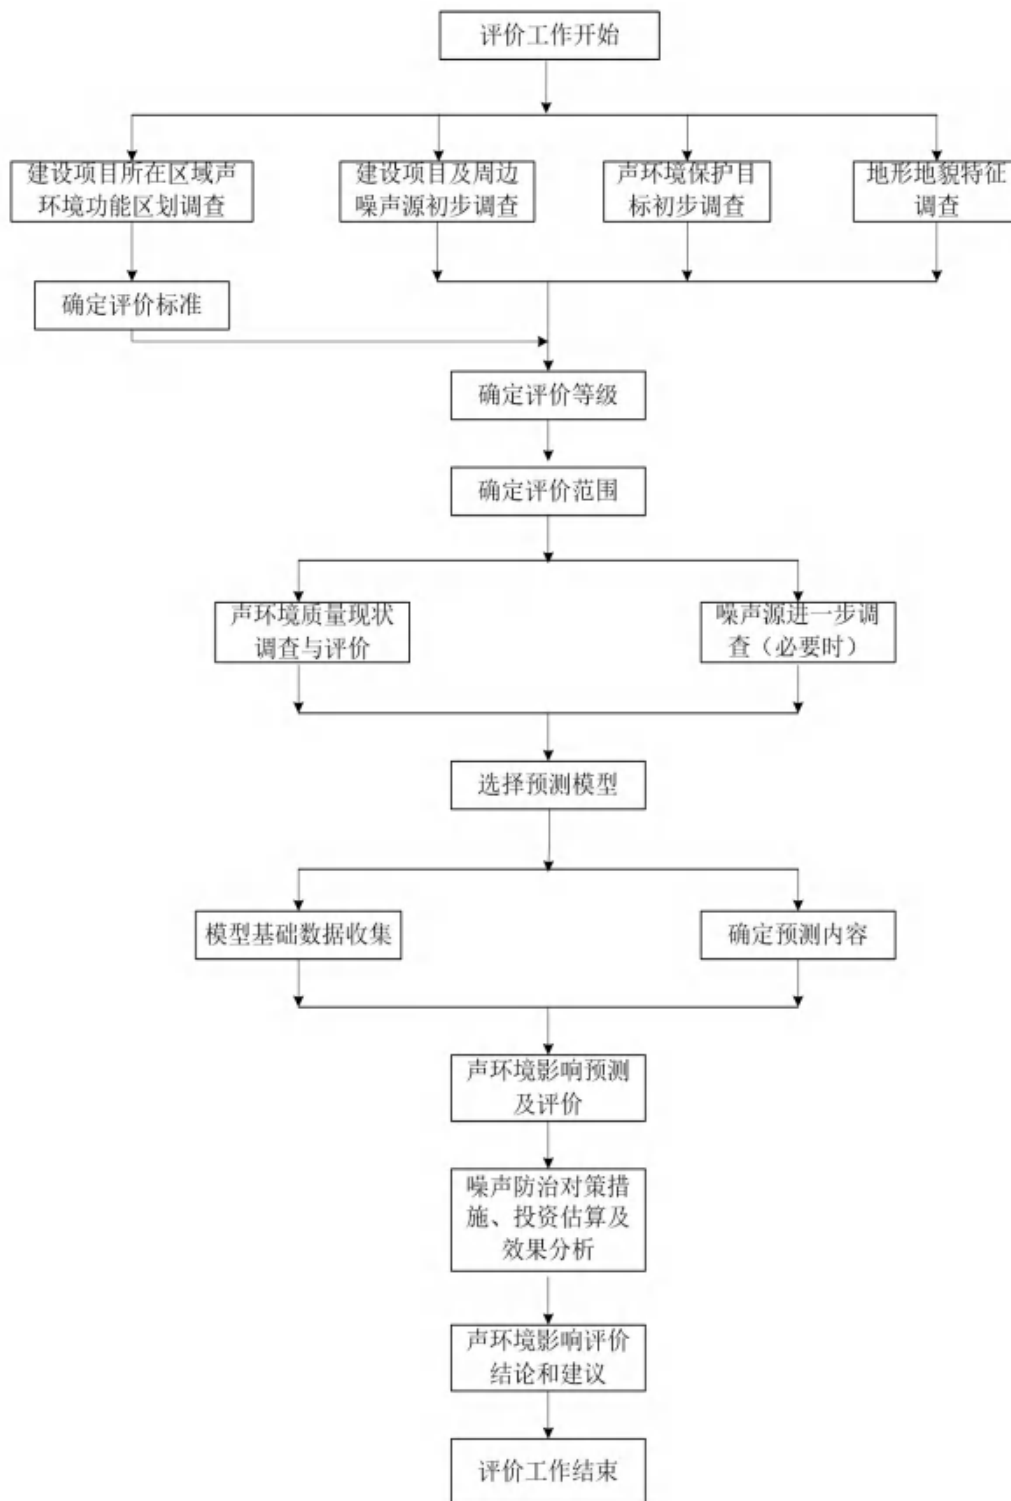 评价工作开始
建设项目所在区域声
环境功能区划调查
建设项目及周边
噪声源初步调查
声环境保护目
标初步调查
地形地貌特征
调查
确定评价标准
确定评价等级
确定评价范围
声环境质量现状
调查与评价
噪声源进一步调
查（必要时）
选择预测模型
模型基础数据收集
确定预测内容
声环境影响预测
及评价
噪声防治对策措
施、投资估算及
效果分析
声环境影响评价
结论和建议
评价工作结束